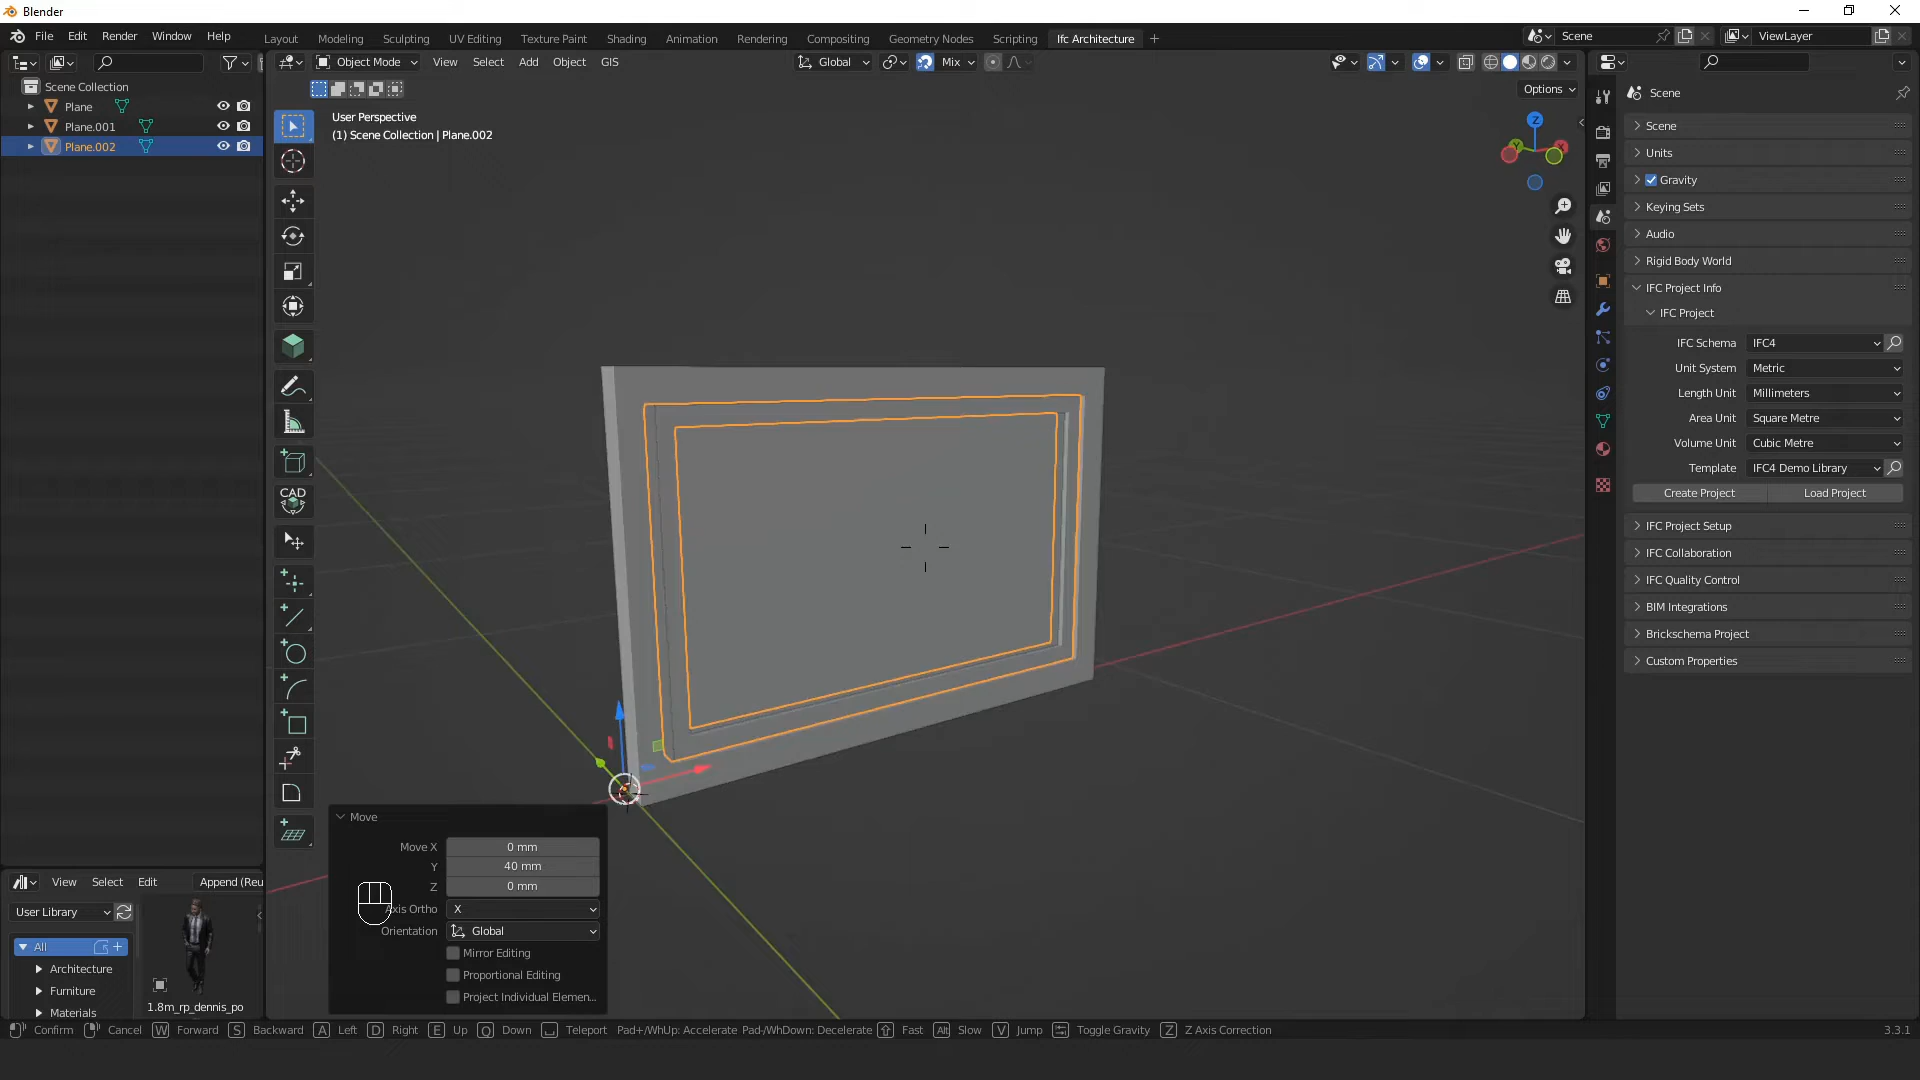 Blender
File Edit Render Window Help
Layout Modeling Sculpting UV Editing Texture Paint Shading Animation Rendering Compositing Geometry Nodes Scripting Ifc Architecture
Scene
ViewLayer
Object Mode View Select Add Object GIS
Global
Mix
Options
Scene Collection
Plane
Plane.001
Plane.002
User Perspective
(1) Scene Collection | Plane.002
Z
Y
X
CAD
Scene
Scene
Units
Gravity
Keying Sets
Audio
Rigid Body World
IFC Project Info
IFC Project
IFC Schema IFC4
Unit System Metric
Length Unit Millimeters
Area Unit Square Metre
Volume Unit Cubic Metre
Template IFC4 Demo Library
Create Project Load Project
IFC Project Setup
IFC Collaboration
IFC Quality Control
BIM Integrations
Brickschema Project
Custom Properties
Move
Move X 0 mm
Y 40 mm
Z 0 mm
Axis Ortho X
Orientation Global
Mirror Editing
Proportional Editing
Project Individual Elemen...
View Select Edit Append (Reu
User Library
All
Architecture
Furniture
Materials
1.8m_rp_dennis_po
Confirm Cancel W Forward S Backward A Left D Right E Up Q Down Teleport Pad+/WhUp: Accelerate Pad-/WhDown: Decelerate Fast Alt Slow V Jump Toggle Gravity Z Z Axis Correction
3.3.1